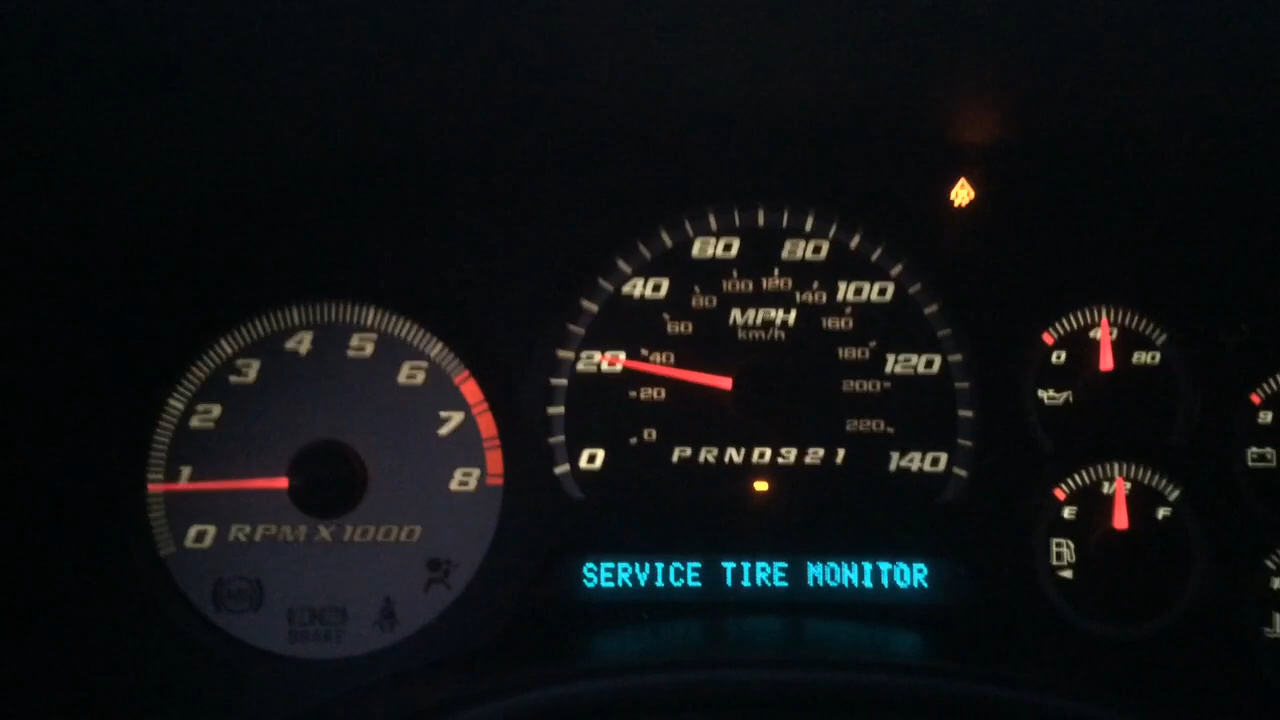 60 80
40 100
100 120
80 140
MPH
km/h
60 160
20 40 180 120
20 200
0 220
0 PRND321 140
4 5
3 6
2 7
1 8
0 RPM X 1000
BRAKE
SERVICE TIRE MONITOR
0 40 80
E 1/2 F
9